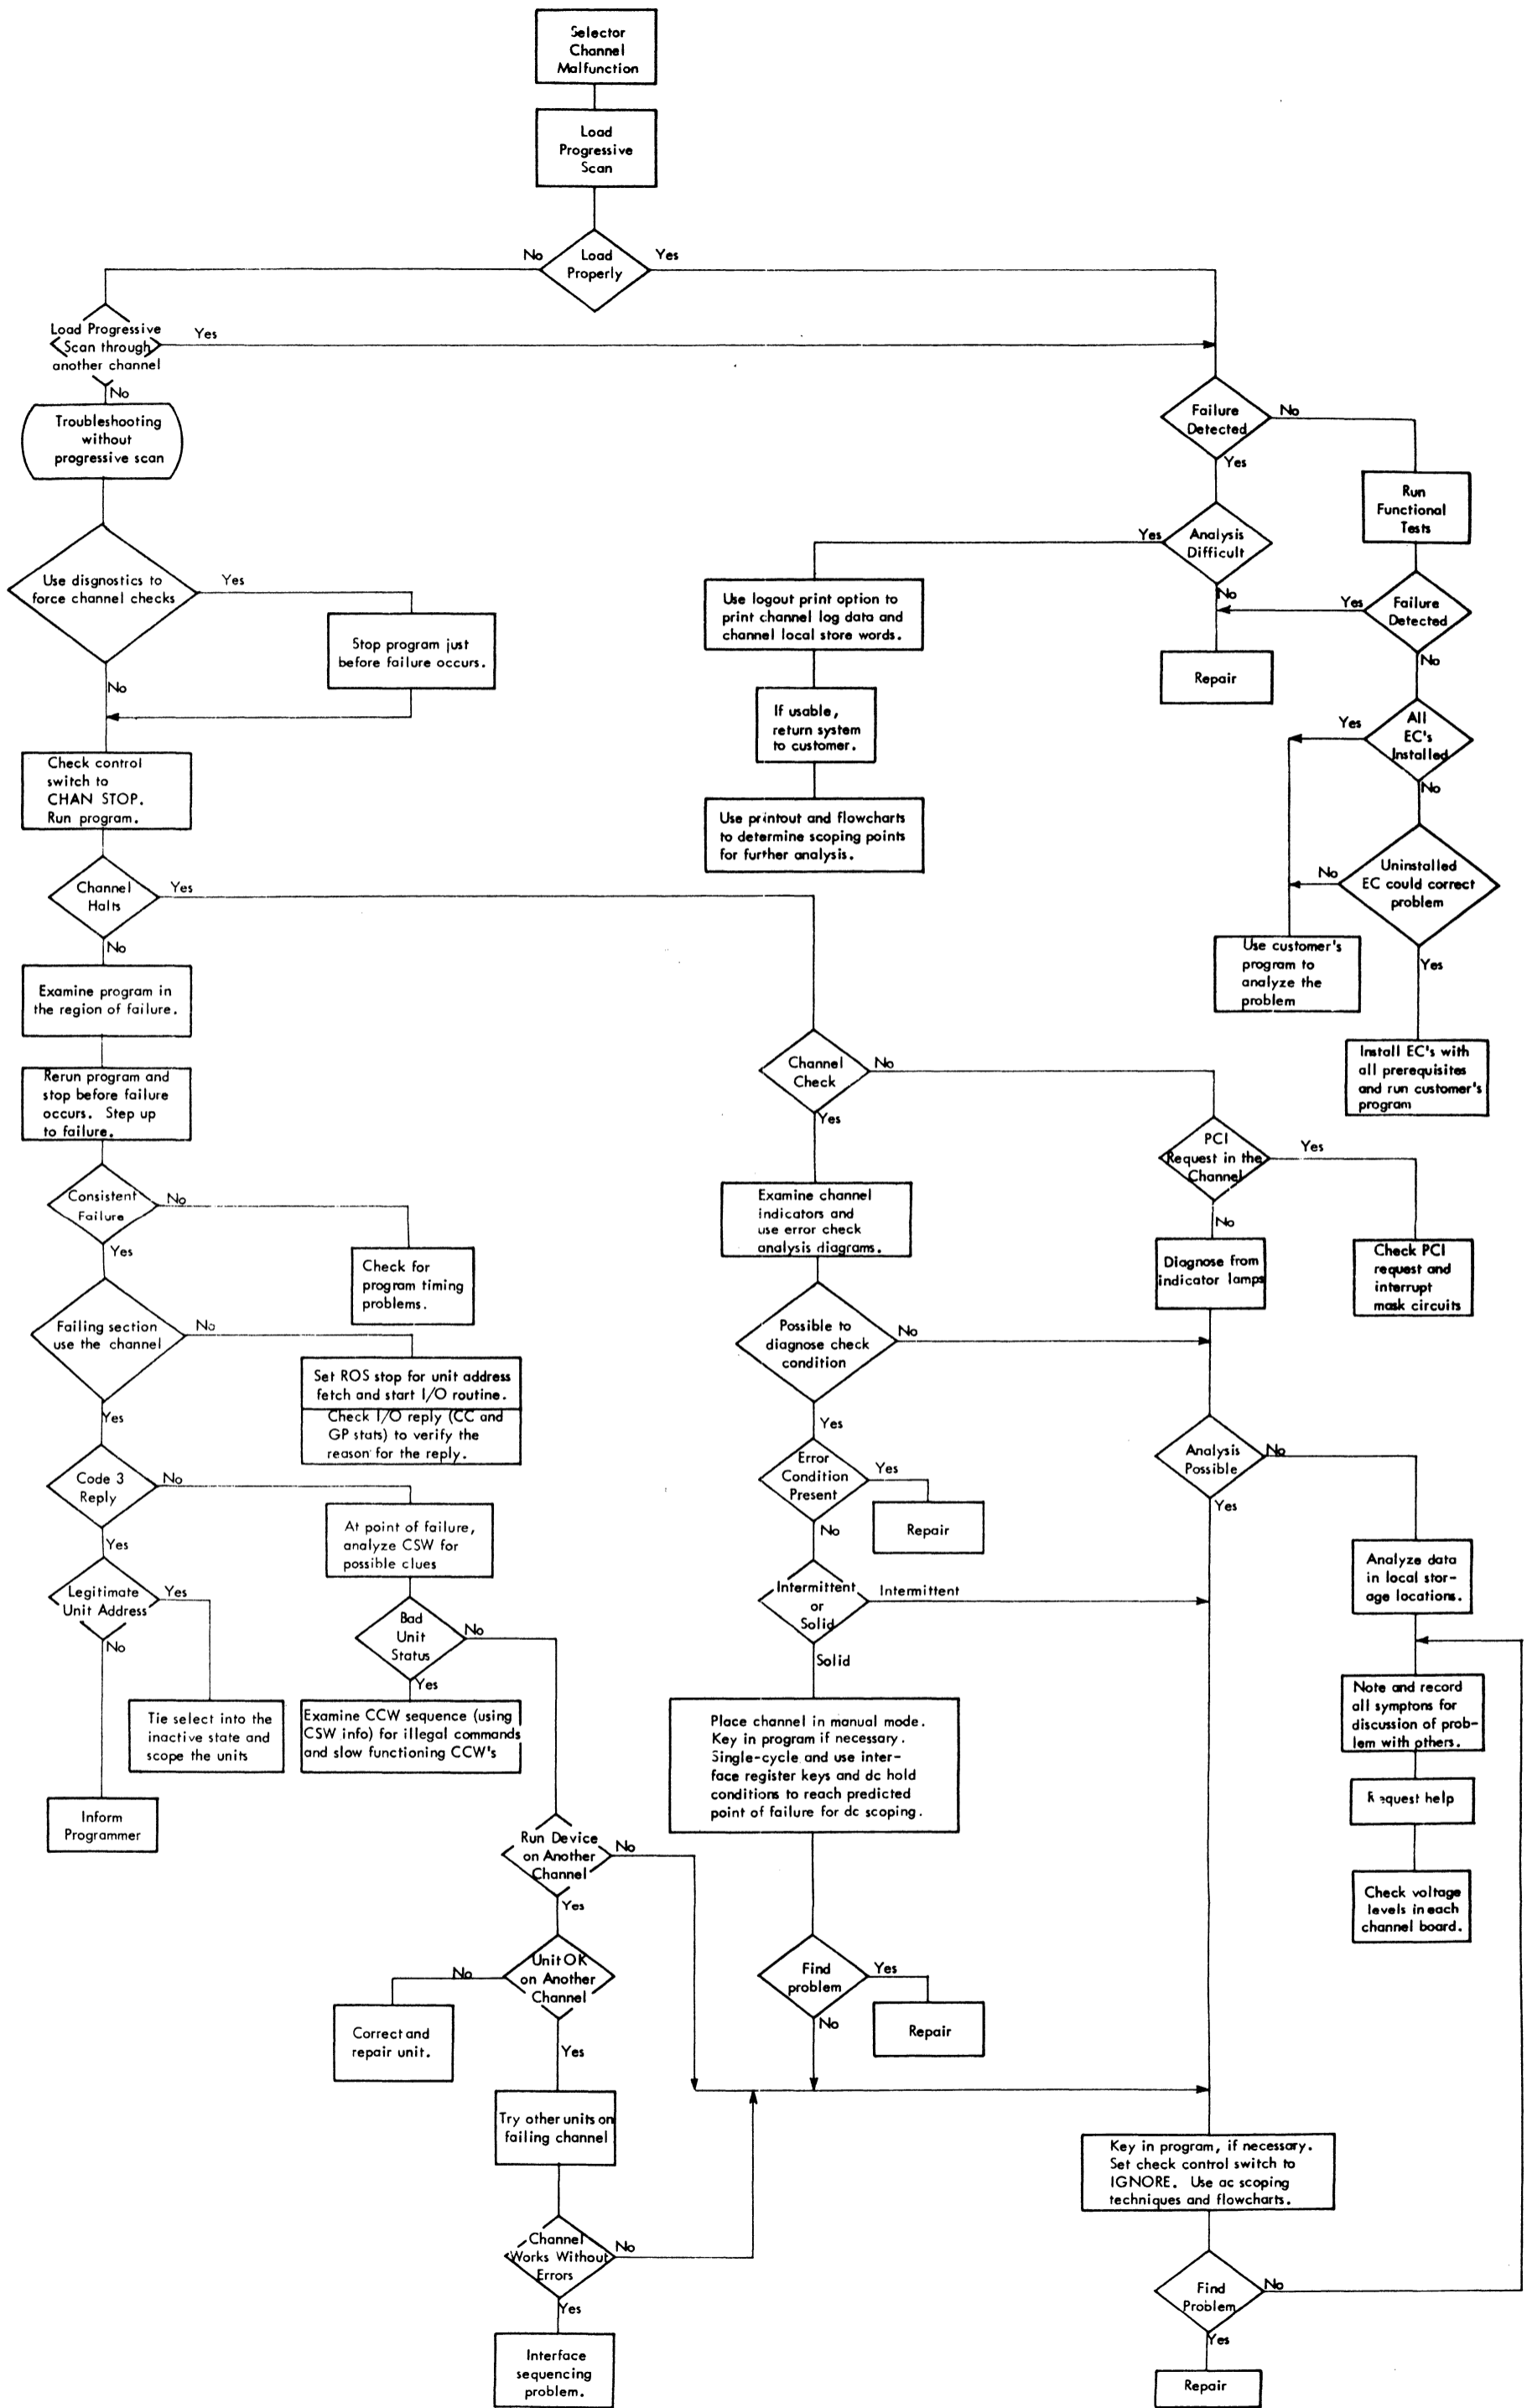 Selector
Channel
Malfunction
Load
Progressive
Scan
Load
Properly
No
Yes
Load Progressive
Scan through
another channel
Yes
No
Troubleshooting
without
progressive scan
Use disgnostics to
force channel checks
Yes
Stop program just
before failure occurs.
No
Check control
switch to
CHAN STOP.
Run program.
Channel
Halts
Yes
No
Examine program in
the region of failure.
Rerun program and
stop before failure
occurs. Step up
to failure.
Consistent
Failure
No
Yes
Check for
program timing
problems.
Failing section
use the channel
No
Yes
Set ROS stop for unit address
fetch and start I/O routine.
Check I/O reply (CC and
GP stats) to verify the
reason for the reply.
Code 3
Reply
No
Yes
At point of failure,
analyze CSW for
possible clues
Legitimate
Unit Address
Yes
No
Bad
Unit
Status
No
Yes
Tie select into the
inactive state and
scope the units
Examine CCW sequence (using
CSW info) for illegal commands
and slow functioning CCW's
Inform
Programmer
Run Device
on Another
Channel
No
Yes
Unit OK
on Another
Channel
No
Yes
Correct and
repair unit.
Try other units on
failing channel
Channel
Works Without
Errors
No
Yes
Interface
sequencing
problem.
Failure
Detected
No
Yes
Run
Functional
Tests
Analysis
Difficult
Yes
No
Use logout print option to
print channel log data and
channel local store words.
If usable,
return system
to customer.
Use printout and flowcharts
to determine scoping points
for further analysis.
Repair
Failure
Detected
Yes
No
All
EC's
Installed
Yes
No
Uninstalled
EC could correct
problem
No
Yes
Use customer's
program to
analyze the
problem
Install EC's with
all prerequisites
and run customer's
program
Channel
Check
No
Yes
PCI
Request in the
Channel
Yes
No
Examine channel
indicators and
use error check
analysis diagrams.
Diagnose from
indicator lamps
Check PCI
request and
interrupt
mask circuits
Possible to
diagnose check
condition
No
Yes
Error
Condition
Present
Yes
No
Repair
Intermittent
or
Solid
Intermittent
Solid
Place channel in manual mode.
Key in program if necessary.
Single-cycle and use inter-
face register keys and dc hold
conditions to reach predicted
point of failure for dc scoping.
Find
problem
Yes
No
Repair
Analysis
Possible
No
Yes
Analyze data
in local stor-
age locations.
Note and record
all symptons for
discussion of prob-
lem with others.
Request help
Check voltage
levels in each
channel board.
Key in program, if necessary.
Set check control switch to
IGNORE. Use ac scoping
techniques and flowcharts.
Find
Problem
No
Yes
Repair